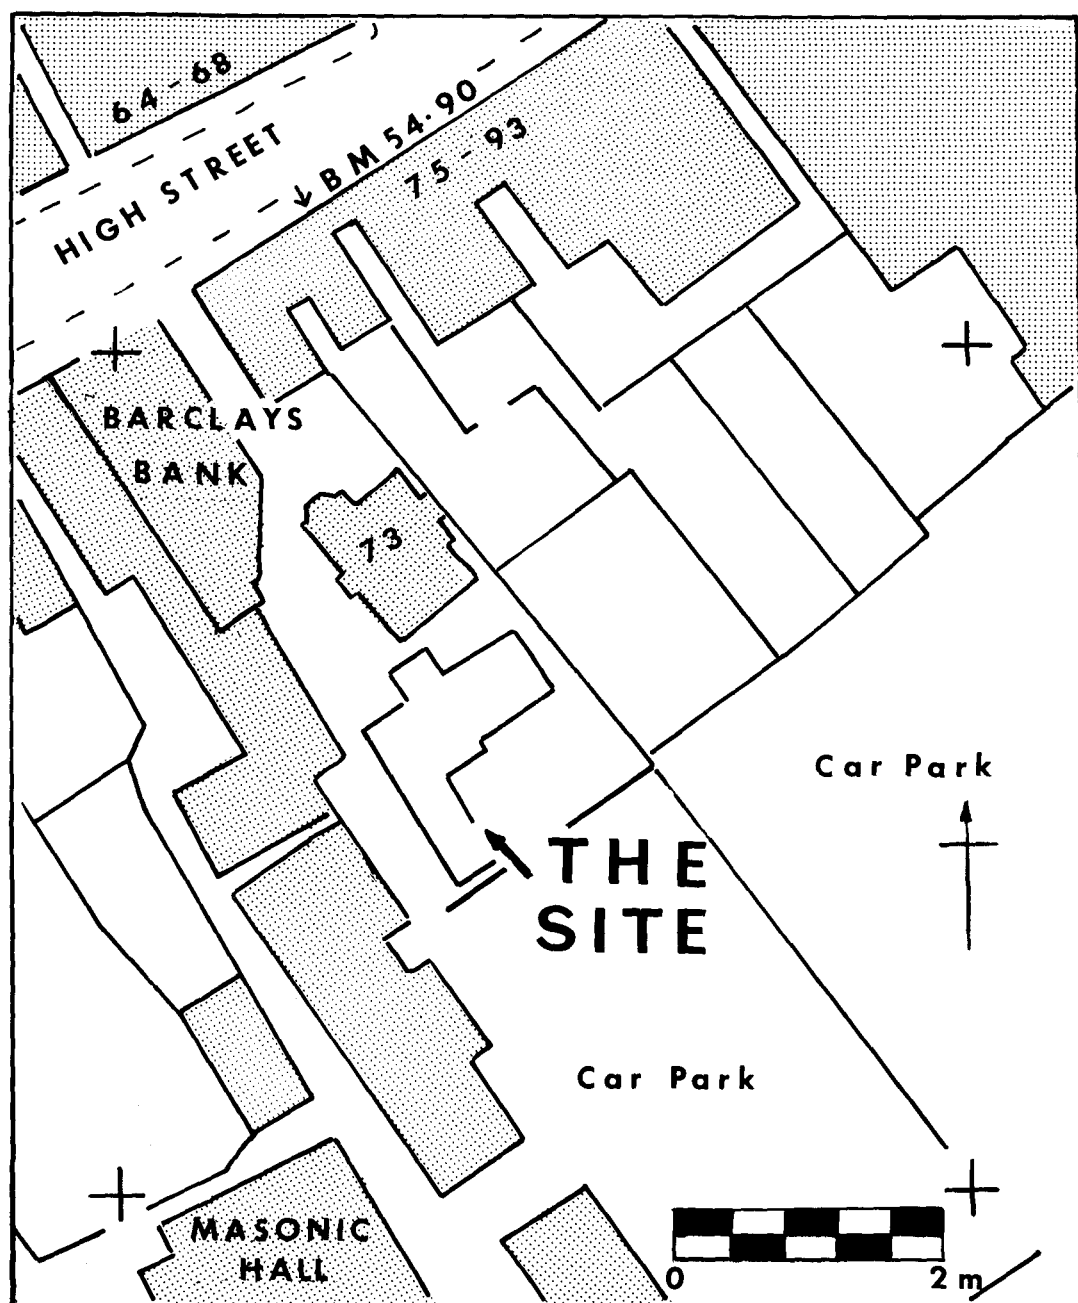 64-68
HIGH STREET
BM 54·90
75-93
BARCLAYS
BANK
73
Car Park
THE
SITE
Car Park
MASONIC
HALL
0 2m